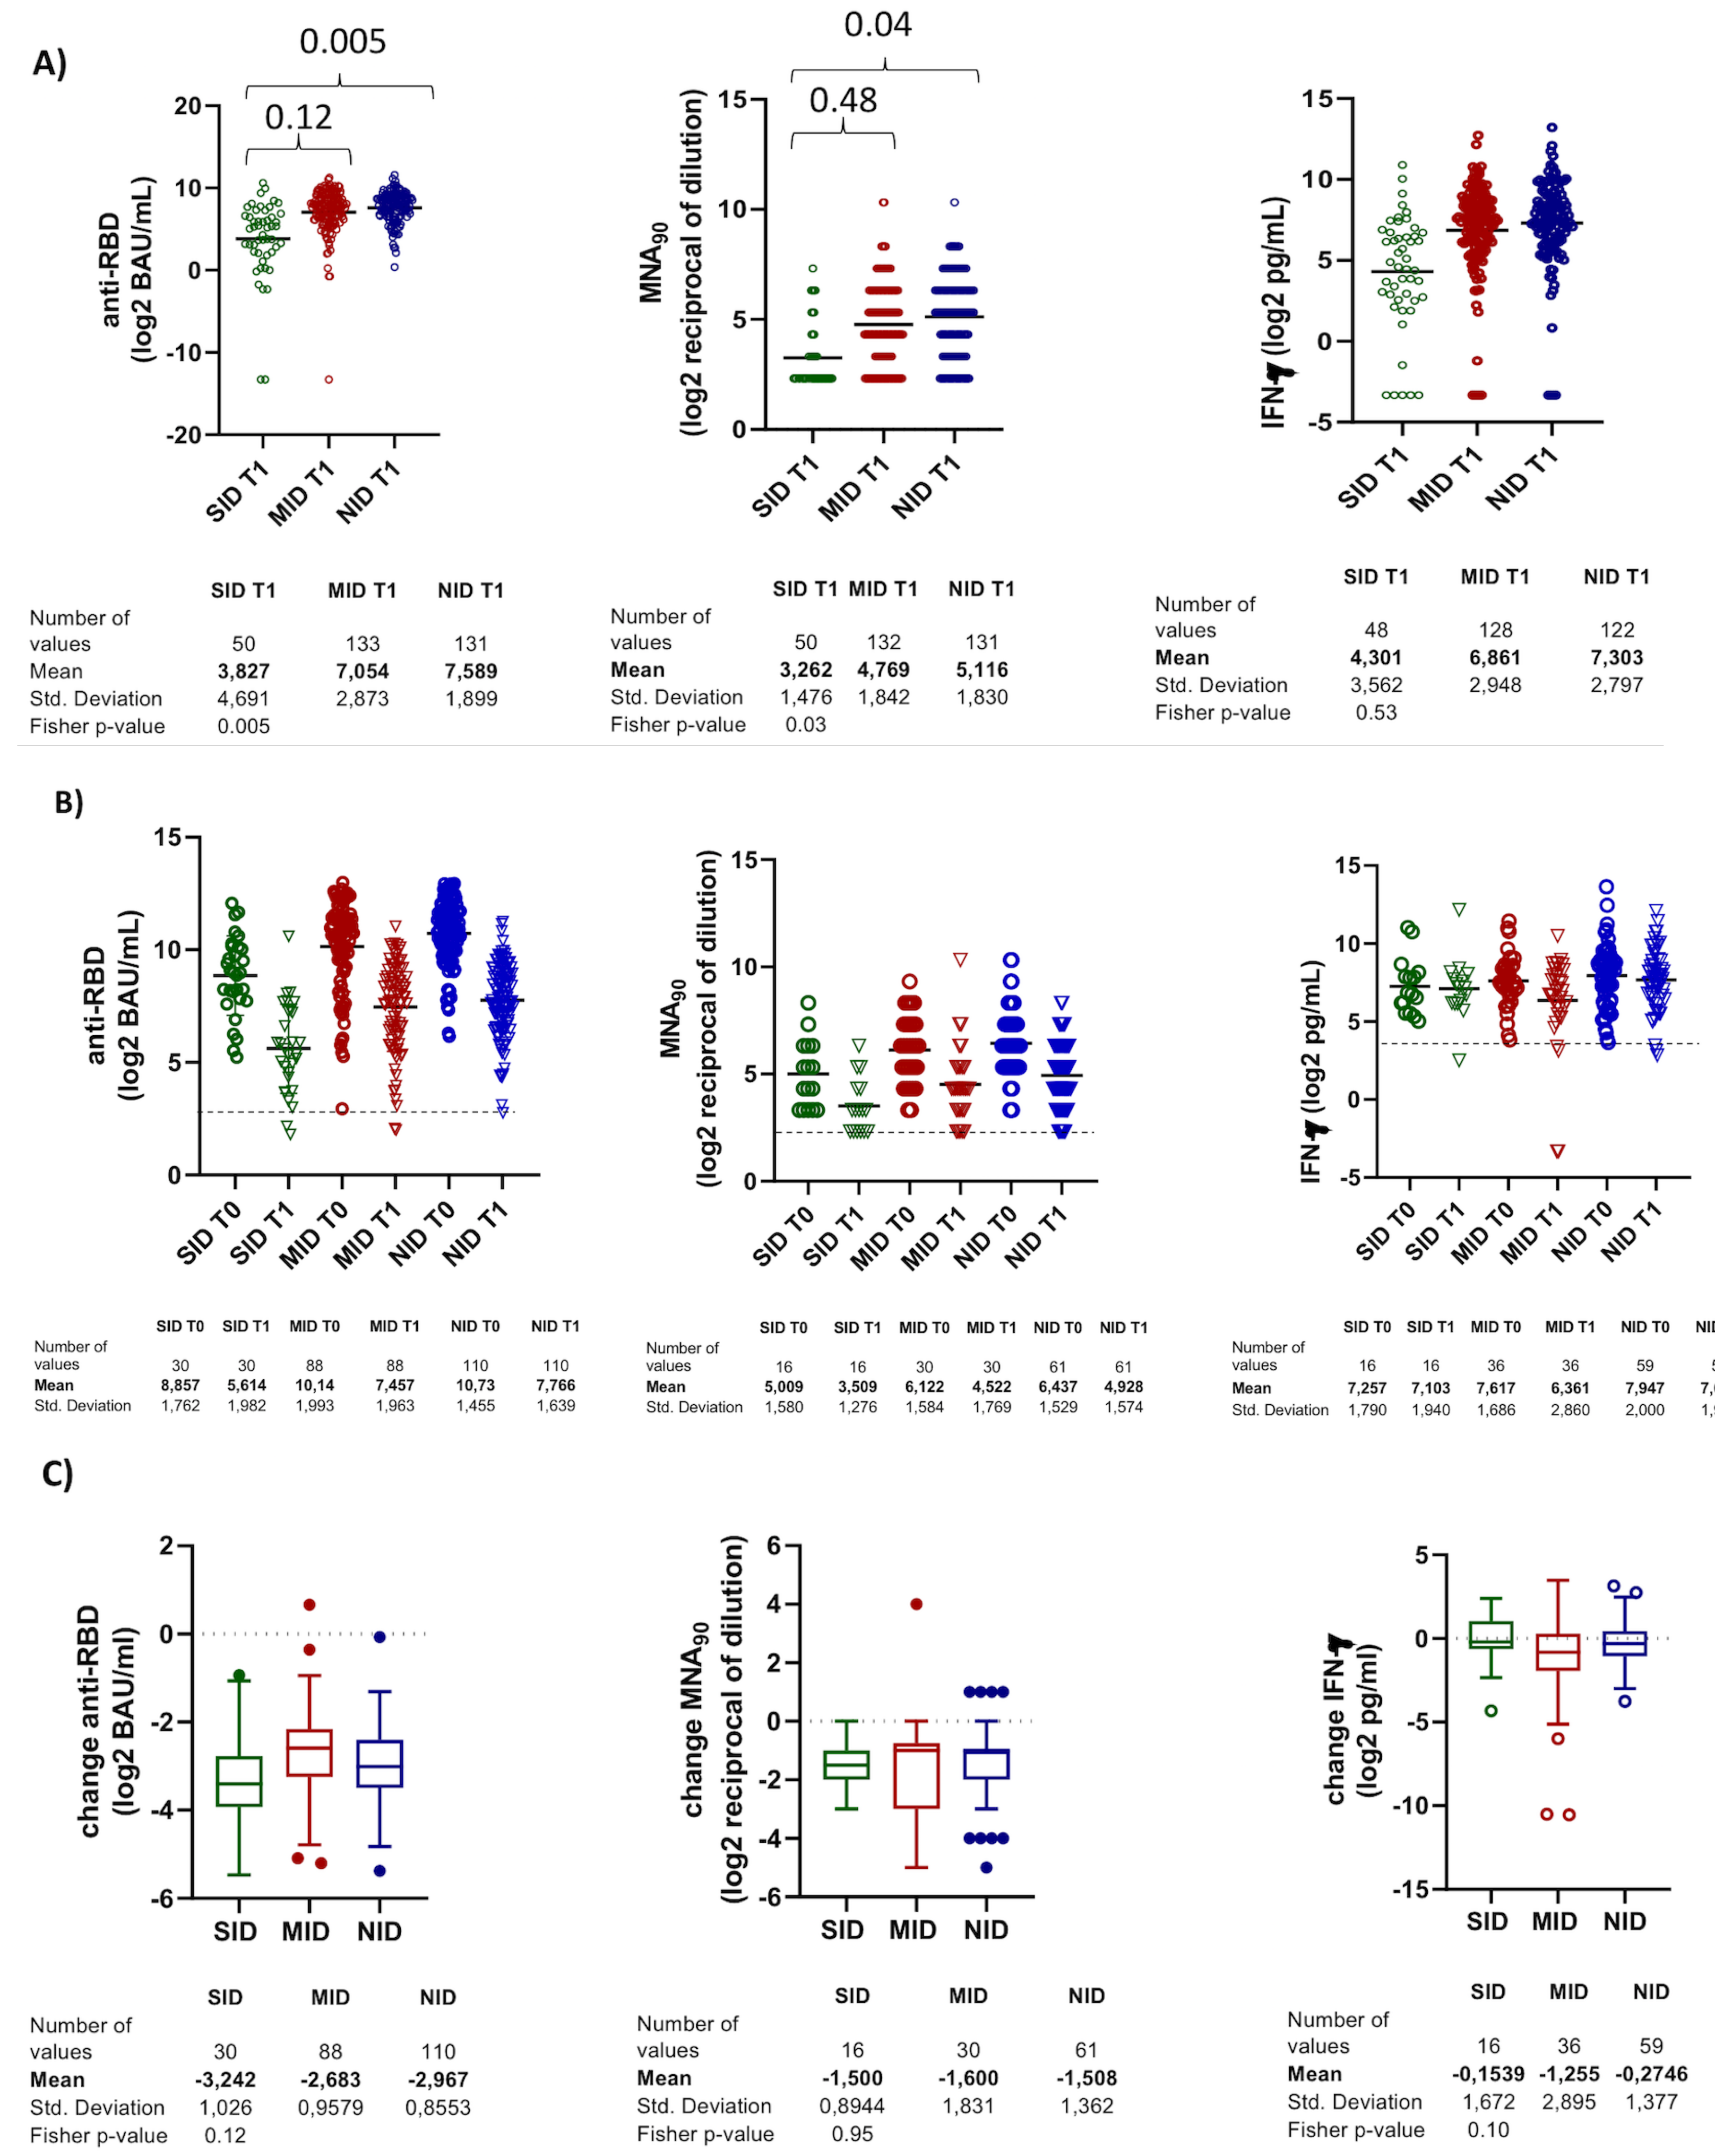 A)
0.005
0.12
20
10
0
-10
-20
anti-RBD
(log2 BAU/mL)
SID T1
MID T1
NID T1
0.04
0.48
15
10
5
0
MNA90
(log2 reciprocal of dilution)
SID T1
MID T1
NID T1
15
10
5
0
-5
IFN-γ (log2 pg/mL)
SID T1
MID T1
NID T1
SID T1 MID T1 NID T1
Number of
values 50 133 131
Mean 3,827 7,054 7,589
Std. Deviation 4,691 2,873 1,899
Fisher p-value 0.005
SID T1 MID T1 NID T1
Number of
values 50 132 131
Mean 3,262 4,769 5,116
Std. Deviation 1,476 1,842 1,830
Fisher p-value 0.03
SID T1 MID T1 NID T1
Number of
values 48 128 122
Mean 4,301 6,861 7,303
Std. Deviation 3,562 2,948 2,797
Fisher p-value 0.53
B)
15
10
5
0
anti-RBD
(log2 BAU/mL)
SID T0
SID T1
MID T0
MID T1
NID T0
NID T1
15
10
5
0
MNA90
(log2 reciprocal of dilution)
SID T0
SID T1
MID T0
MID T1
NID T0
NID T1
15
10
5
0
-5
IFN-γ (log2 pg/mL)
SID T0
SID T1
MID T0
MID T1
NID T0
NID T1
SID T0 SID T1 MID T0 MID T1 NID T0 NID T1
Number of
values 30 30 88 88 110 110
Mean 8,857 5,614 10,14 7,457 10,73 7,766
Std. Deviation 1,762 1,982 1,993 1,963 1,455 1,639
SID T0 SID T1 MID T0 MID T1 NID T0 NID T1
Number of
values 16 16 30 30 61 61
Mean 5,009 3,509 6,122 4,522 6,437 4,928
Std. Deviation 1,580 1,276 1,584 1,769 1,529 1,574
SID T0 SID T1 MID T0 MID T1 NID T0
Number of
values 16 16 36 36 59
Mean 7,257 7,103 7,617 6,361 7,947
Std. Deviation 1,790 1,940 1,686 2,860 2,000
C)
2
0
-2
-4
-6
change anti-RBD
(log2 BAU/ml)
SID MID NID
6
4
2
0
-2
-4
-6
change MNA90
(log2 reciprocal of dilution)
SID MID NID
5
0
-5
-10
-15
change IFN-γ
(log2 pg/ml)
SID MID NID
SID MID NID
Number of
values 30 88 110
Mean -3,242 -2,683 -2,967
Std. Deviation 1,026 0,9579 0,8553
Fisher p-value 0.12
SID MID NID
Number of
values 16 30 61
Mean -1,500 -1,600 -1,508
Std. Deviation 0,8944 1,831 1,362
Fisher p-value 0.95
SID MID NID
Number of
values 16 36 59
Mean -0,1539 -1,255 -0,2746
Std. Deviation 1,672 2,895 1,377
Fisher p-value 0.10